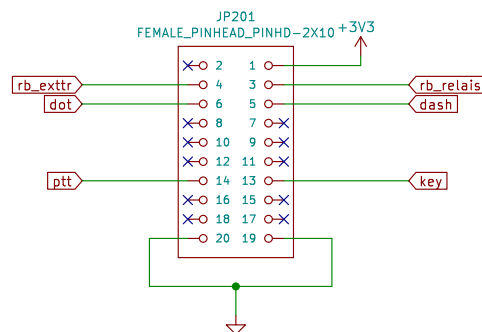 JP201
FEMALE_PINHEAD_PINHD-2X10
+3V3
2 1
rb_exttr 4 3 rb_relais
dot 6 5 dash
8 7
10 9
12 11
ptt 14 13 key
16 15
18 17
20 19